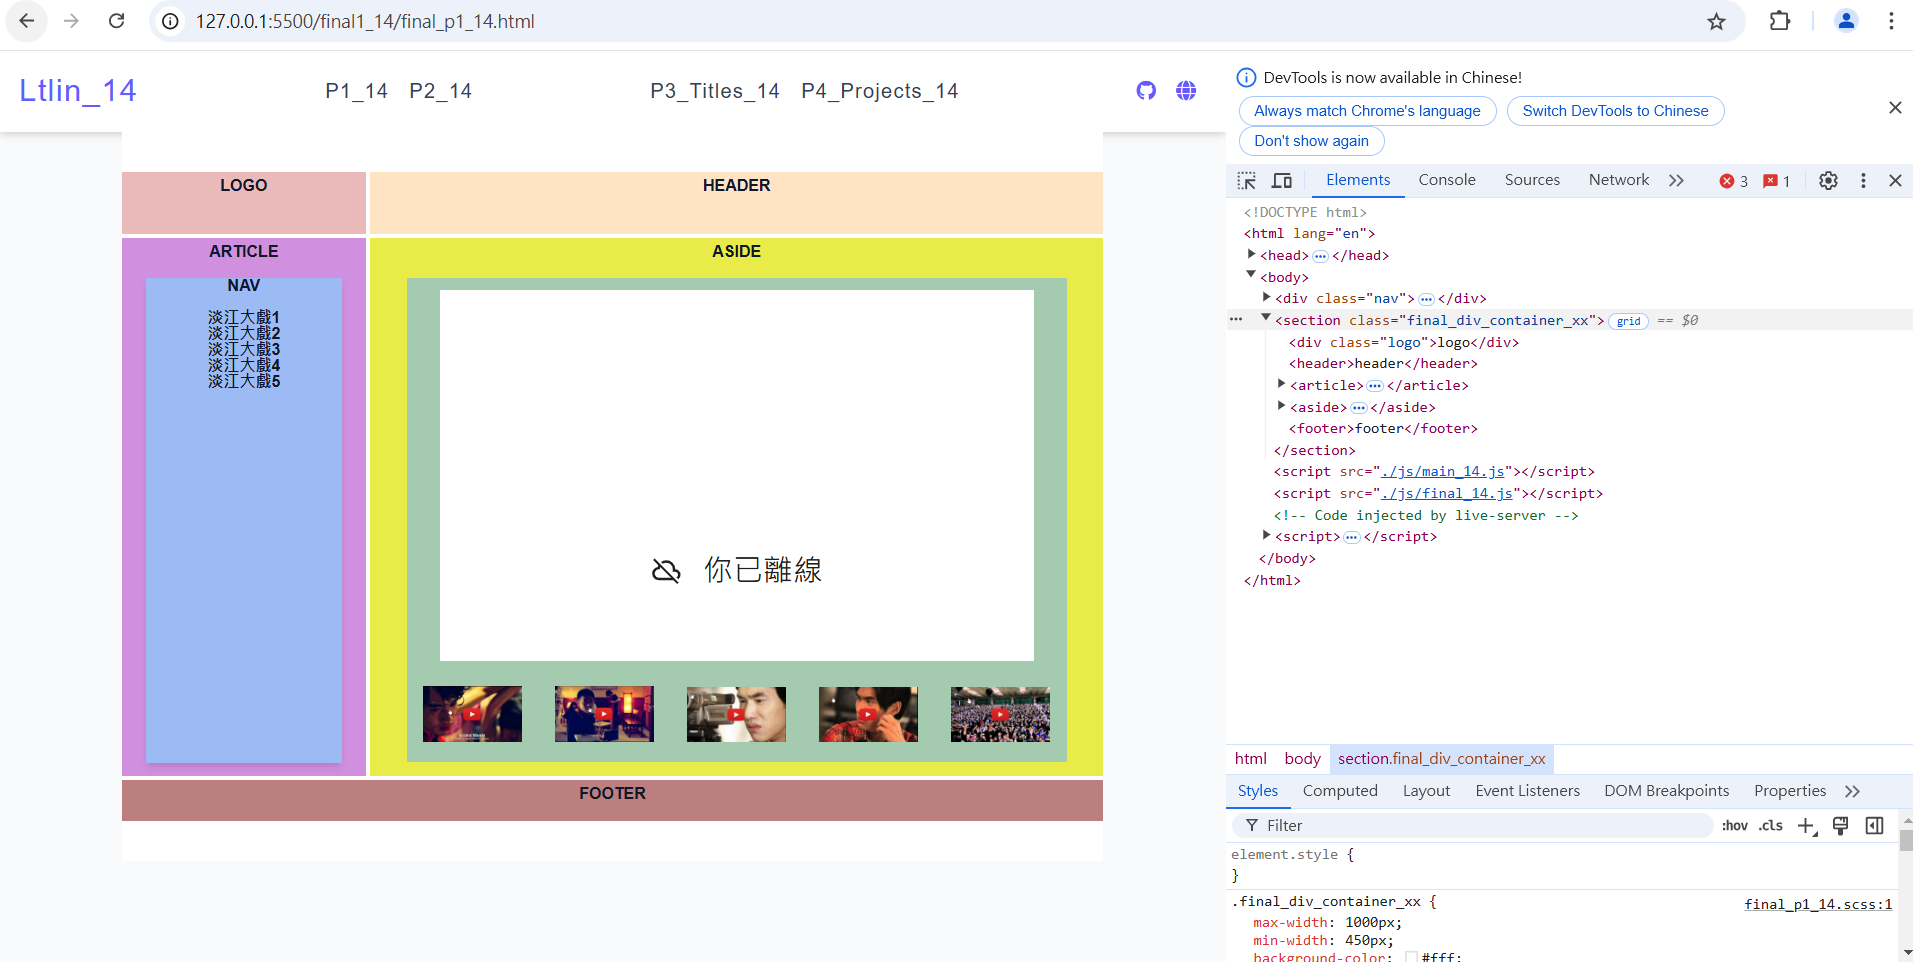 127.0.0.1:5500/final1_14/final_p1_14.html
Ltlin_14
P1_14 P2_14 P3_Titles_14 P4_Projects_14
LOGO
HEADER
ARTICLE
NAV
淡江大戲1
淡江大戲2
淡江大戲3
淡江大戲4
淡江大戲5
ASIDE
你已離線
FOOTER
DevTools is now available in Chinese!
Always match Chrome's language Switch DevTools to Chinese
Don't show again
Elements Console Sources Network 3 1
<!DOCTYPE html>
<html lang="en">
<head> </head>
<body>
<div class="nav"> </div>
<section class="final_div_container_xx"> grid == $0
<div class="logo">logo</div>
<header>header</header>
<article> </article>
<aside> </aside>
<footer>footer</footer>
</section>
<script src="./js/main_14.js"></script>
<script src="./js/final_14.js"></script>
<!-- Code injected by live-server -->
<script> </script>
</body>
</html>
html body section.final_div_container_xx
Styles Computed Layout Event Listeners DOM Breakpoints Properties
Filter :hov .cls
element.style {
}
.final_div_container_xx { final_p1_14.scss:1
max-width: 1000px;
min-width: 450px;
background-color: #fff;